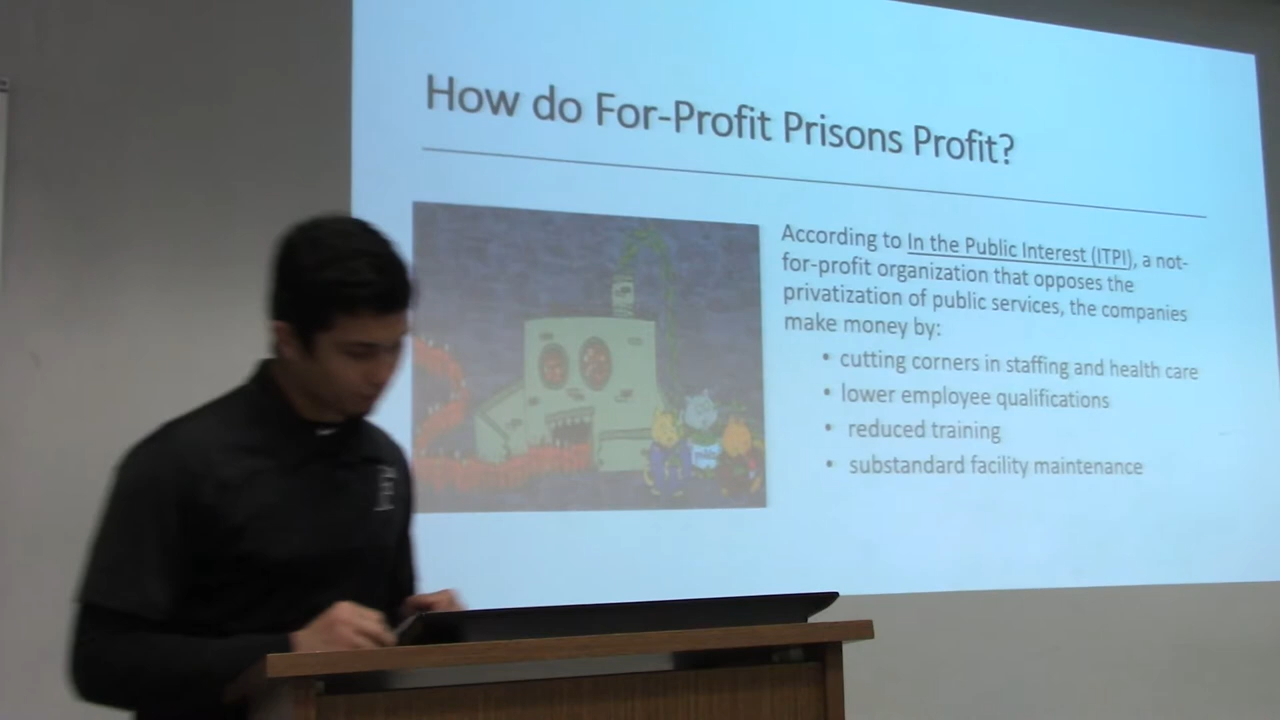 How do For-Profit Prisons Profit?
According to In the Public Interest (ITPI), a not-
for-profit organization that opposes the
privatization of public services, the companies
make money by:
• cutting corners in staffing and health care
• lower employee qualifications
• reduced training
• substandard facility maintenance